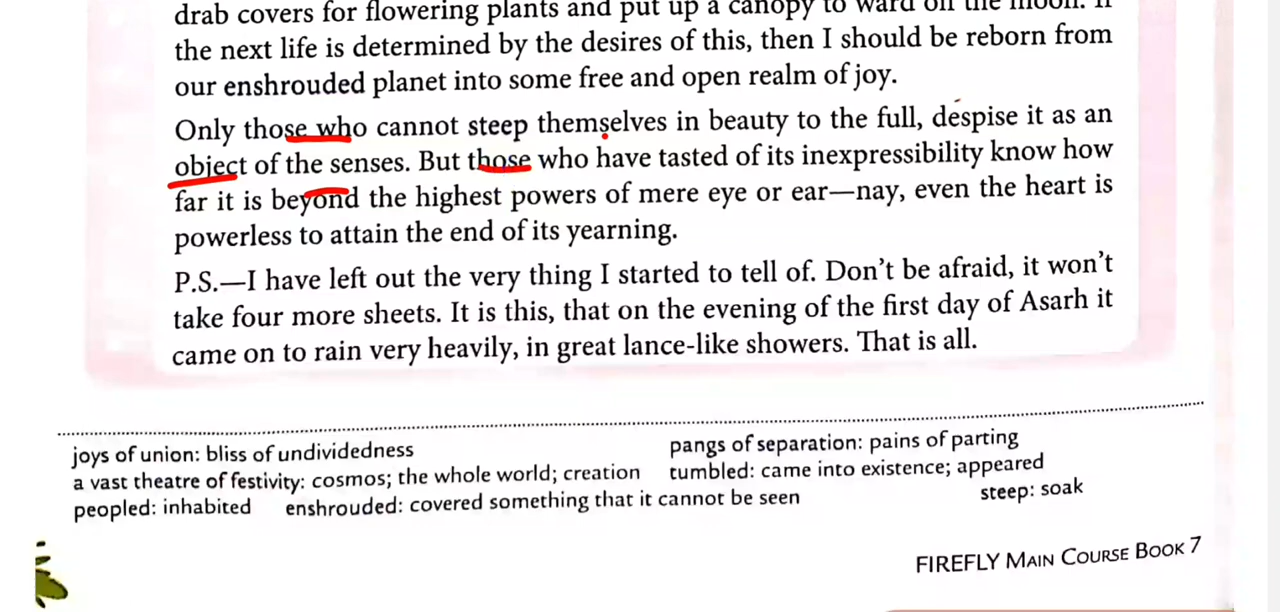 drab covers for flowering plants and put up a canopy to ward off the moon. If
the next life is determined by the desires of this, then I should be reborn from
our enshrouded planet into some free and open realm of joy.
Only those who cannot steep themselves in beauty to the full, despise it as an
object of the senses. But those who have tasted of its inexpressibility know how
far it is beyond the highest powers of mere eye or ear—nay, even the heart is
powerless to attain the end of its yearning.
P.S.—I have left out the very thing I started to tell of. Don't be afraid, it won't
take four more sheets. It is this, that on the evening of the first day of Asarh it
came on to rain very heavily, in great lance-like showers. That is all.
joys of union: bliss of undividedness
pangs of separation: pains of parting
a vast theatre of festivity: cosmos; the whole world; creation
tumbled: came into existence; appeared
peopled: inhabited
enshrouded: covered something that it cannot be seen
steep: soak
FIREFLY MAIN COURSE BOOK 7